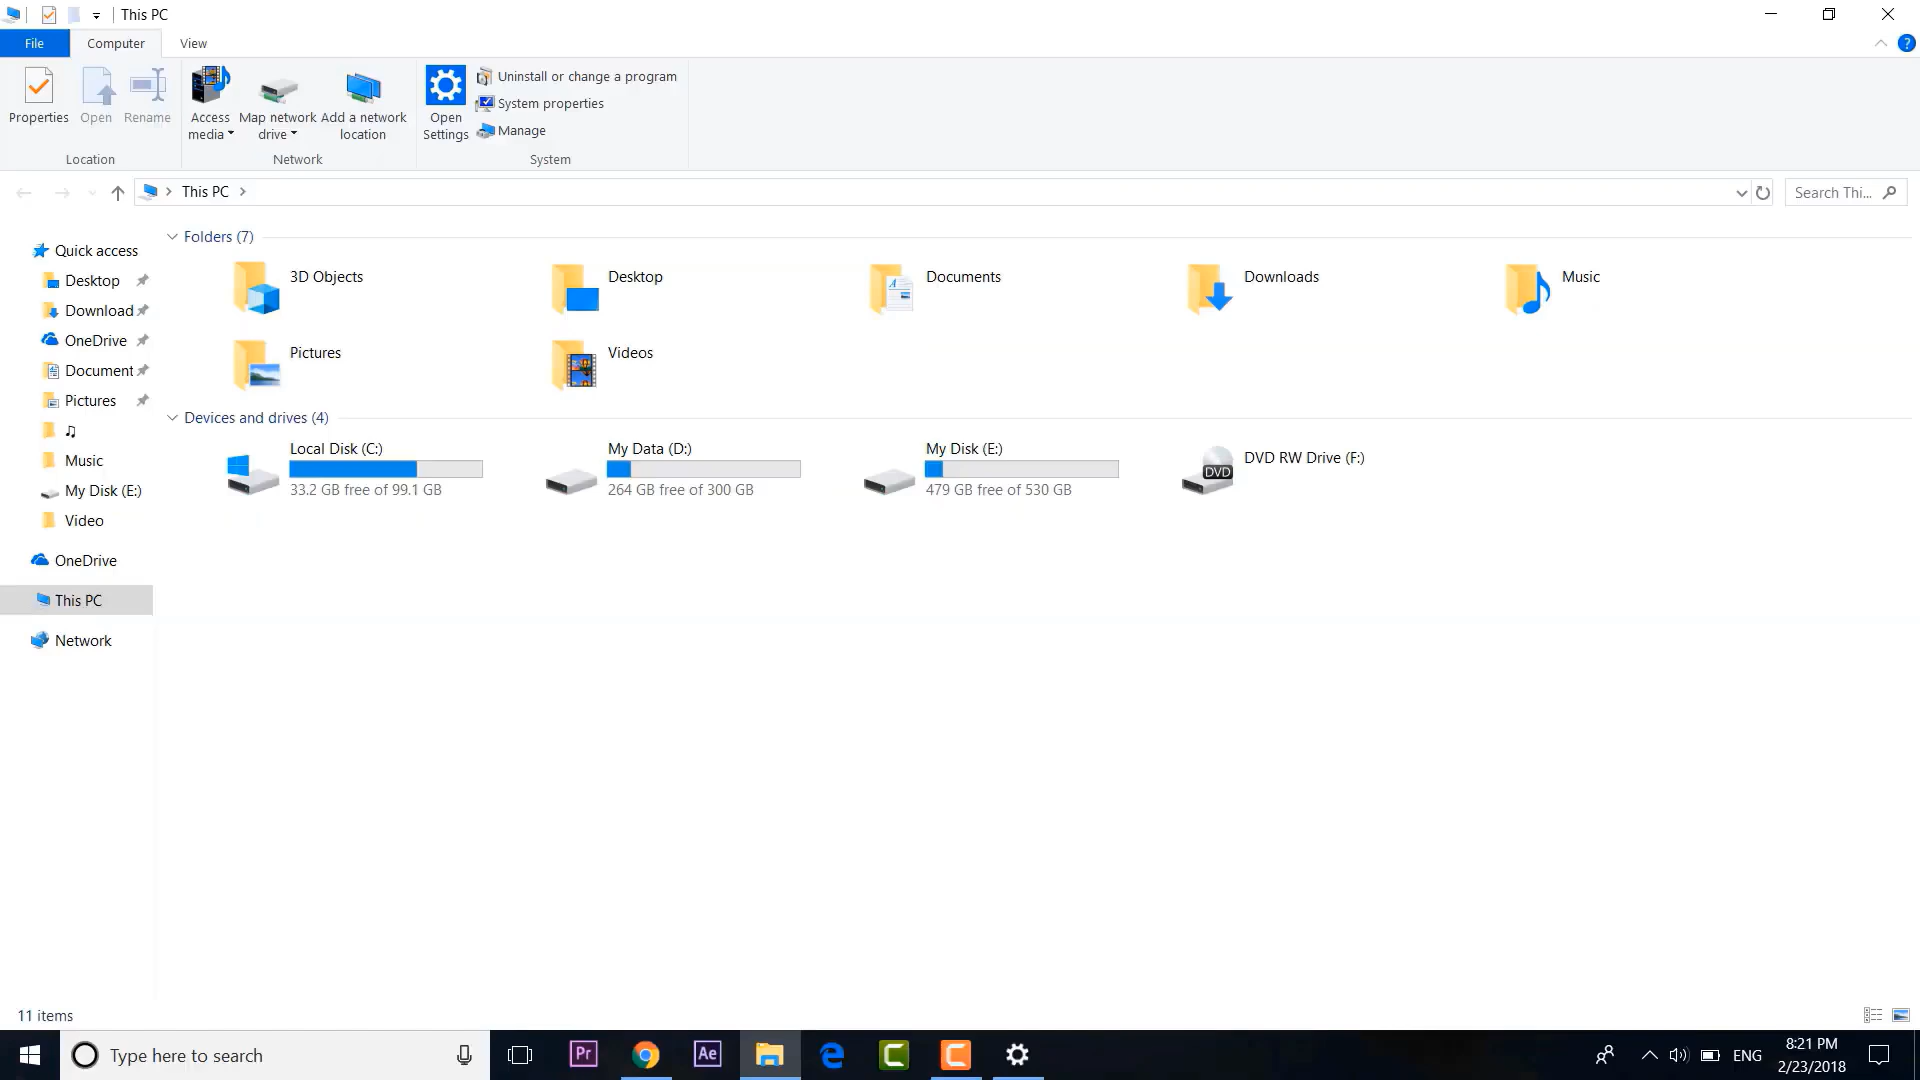 This PC
File Computer View
Properties Open Rename Access media Map network drive Add a network location Open Settings Uninstall or change a program
System properties
Manage
Location Network System
This PC
Search Thi...
Quick access
Desktop
Download
OneDrive
Document
Pictures
♫
Music
My Disk (E:)
Video
OneDrive
This PC
Network
Folders (7)
3D Objects Desktop Documents Downloads Music
Pictures Videos
Devices and drives (4)
Local Disk (C:)
33.2 GB free of 99.1 GB
My Data (D:)
264 GB free of 300 GB
My Disk (E:)
479 GB free of 530 GB
DVD
DVD RW Drive (F:)
11 items
Type here to search
Pr
Ae
ENG
8:21 PM
2/23/2018